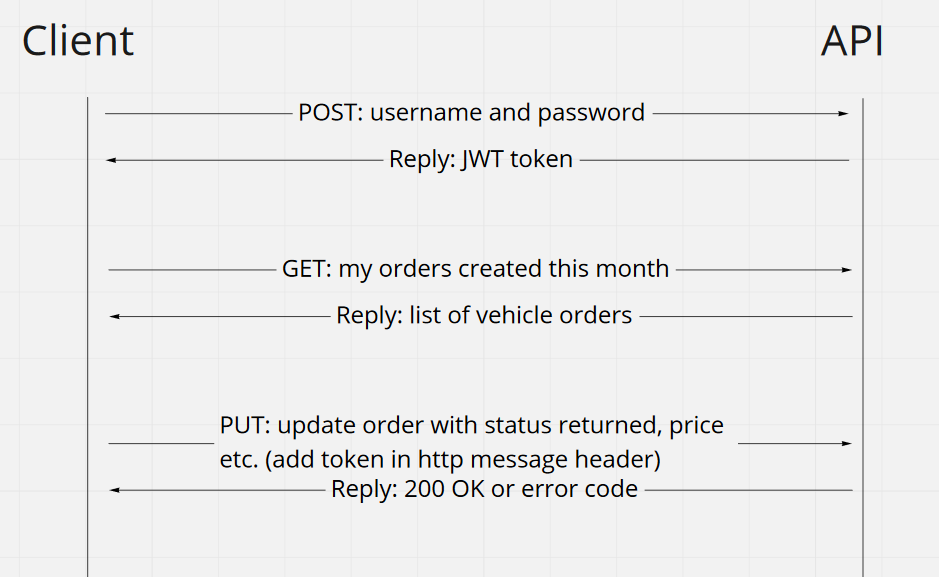 Client
API
POST: username and password
Reply: JWT token
GET: my orders created this month
Reply: list of vehicle orders
PUT: update order with status returned, price
etc. (add token in http message header)
Reply: 200 OK or error code